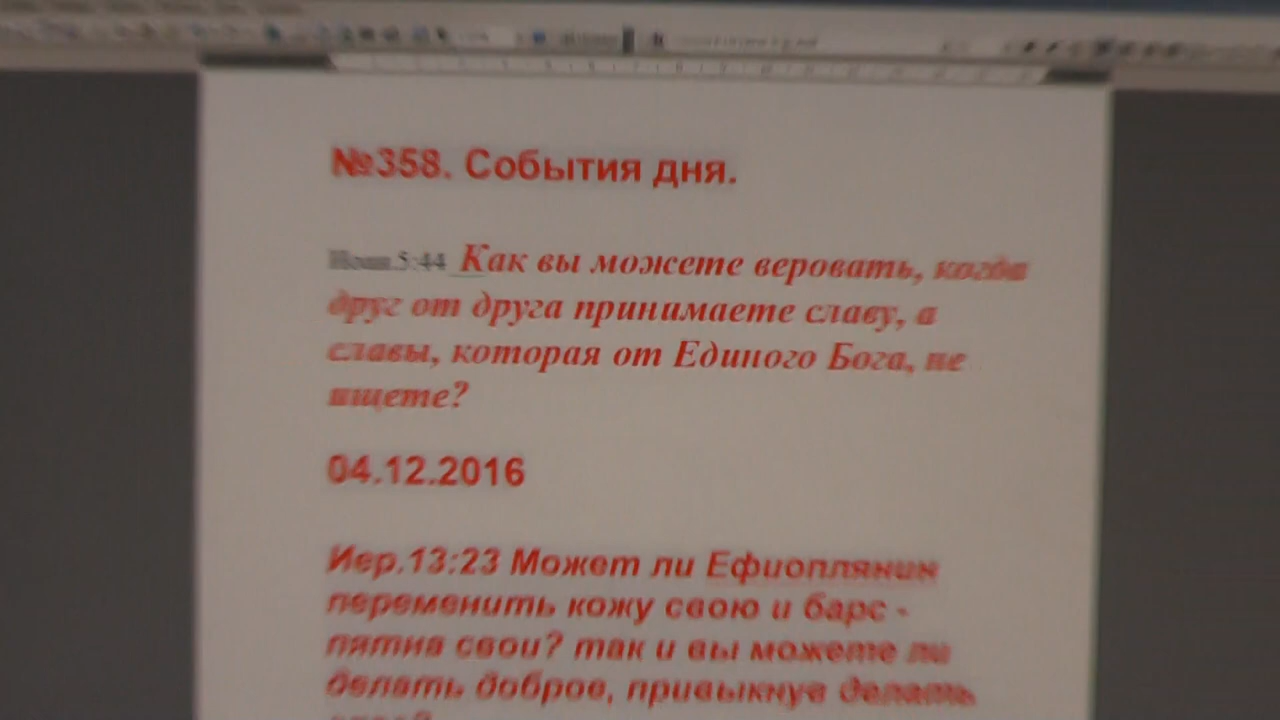 №358. События дня.
Иоан.5:44 Как вы можете веровать, когда
друг от друга принимаете славу, а
славы, которая от Единого Бога, не
ищете?
04.12.2016
Иер.13:23 Может ли Ефиоплянин
переменить кожу свою и барс -
пятна свои? так и вы можете ли
делать доброе, привыкнув делать